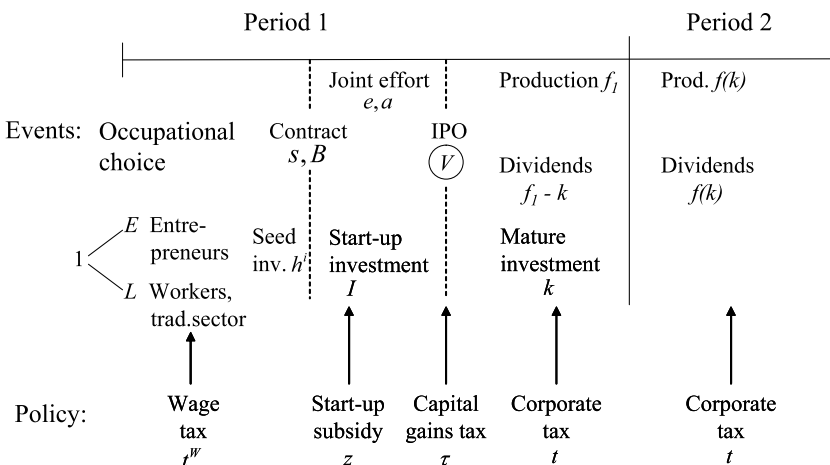 Period 1
Period 2
Joint effort
e, a
Production f₁
Prod. f(k)
Events:
Occupational
choice
Contract
s, B
IPO
V
Dividends
f₁ - k
Dividends
f(k)
1
E Entre-
preneurs
L Workers,
trad.sector
Seed
inv. hⁱ
Start-up
investment
I
Mature
investment
k
Policy:
Wage
tax
tᵂ
Start-up
subsidy
z
Capital
gains tax
τ
Corporate
tax
t
Corporate
tax
t